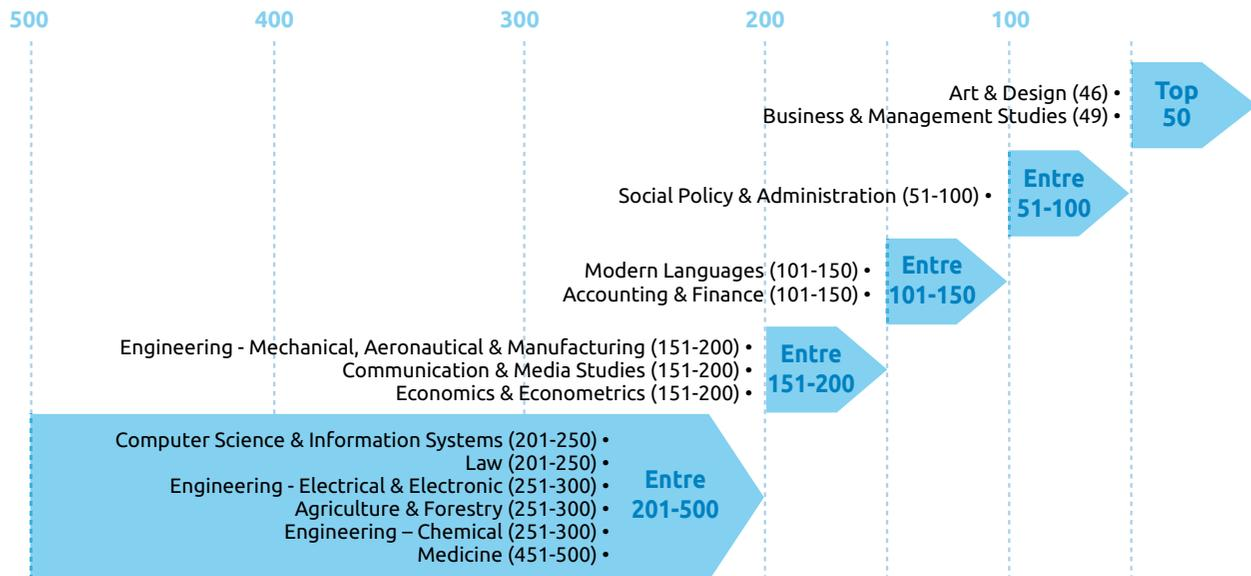 500 400 300 200 100
Art & Design (46) •
Business & Management Studies (49) •
Top
50
Social Policy & Administration (51-100) •
Entre
51-100
Modern Languages (101-150) •
Accounting & Finance (101-150) •
Entre
101-150
Engineering - Mechanical, Aeronautical & Manufacturing (151-200) •
Communication & Media Studies (151-200) •
Economics & Econometrics (151-200) •
Entre
151-200
Computer Science & Information Systems (201-250) •
Law (201-250) •
Engineering - Electrical & Electronic (251-300) •
Agriculture & Forestry (251-300) •
Engineering – Chemical (251-300) •
Medicine (451-500) •
Entre
201-500